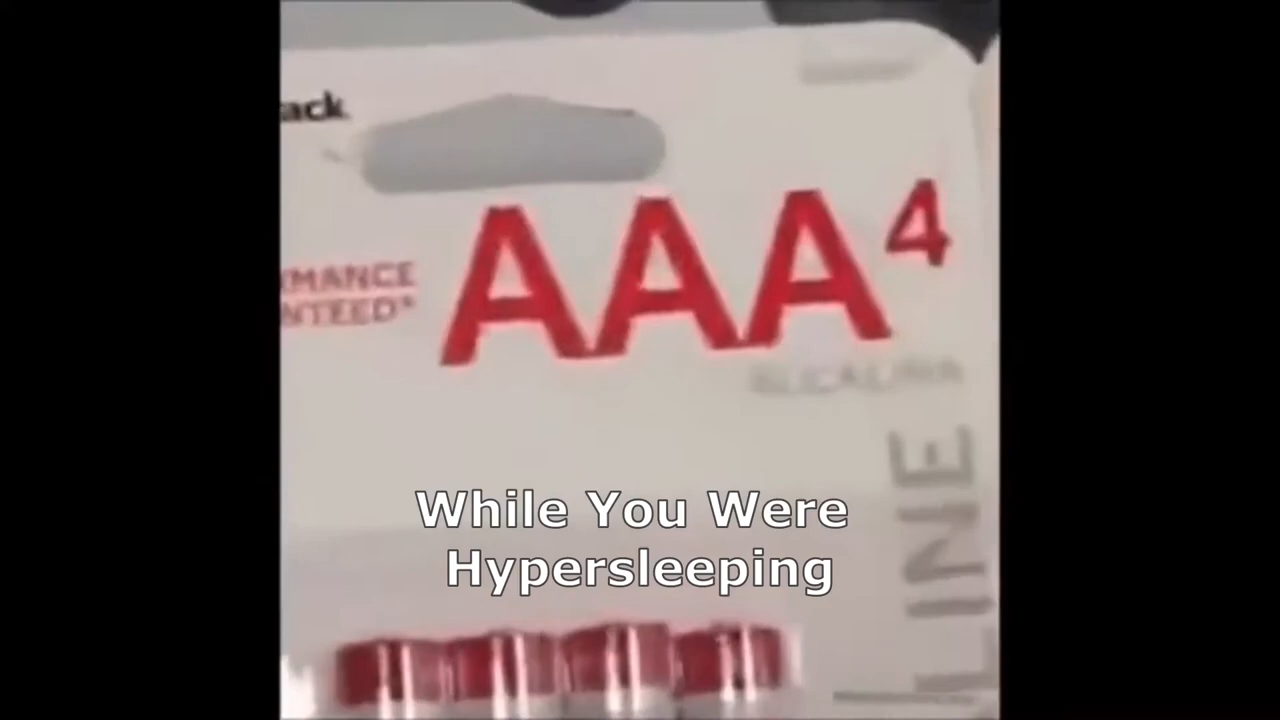 ack
AAA4
RMANCE
NTEED*
LINE
While You Were
Hypersleeping